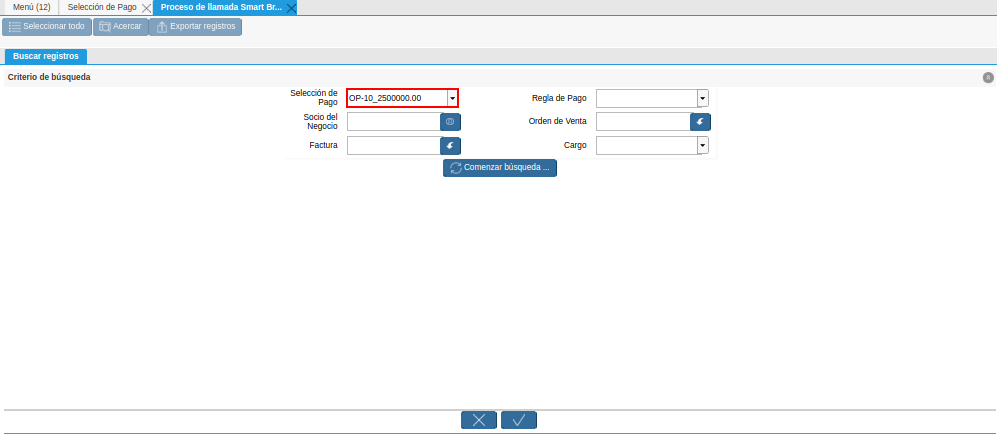 Menú (12) Selección de Pago Proceso de llamada Smart Br...
Seleccionar todo Acercar Exportar registros
Buscar registros
Criterio de búsqueda
Selección de Pago OP-10_2500000.00 Regla de Pago
Socio del Negocio Orden de Venta
Factura Cargo
Comenzar búsqueda ...